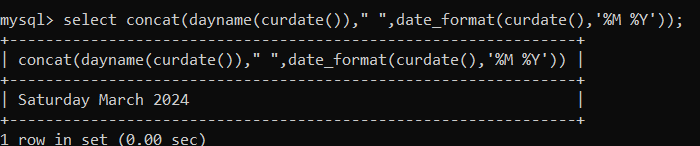 mysql> select concat(dayname(curdate())," ",date_format(curdate(),'%M %Y'));
+-----------------------------------------------------------+
| concat(dayname(curdate())," ",date_format(curdate(),'%M %Y')) |
+-----------------------------------------------------------+
| Saturday March 2024                                           |
+-----------------------------------------------------------+
1 row in set (0.00 sec)